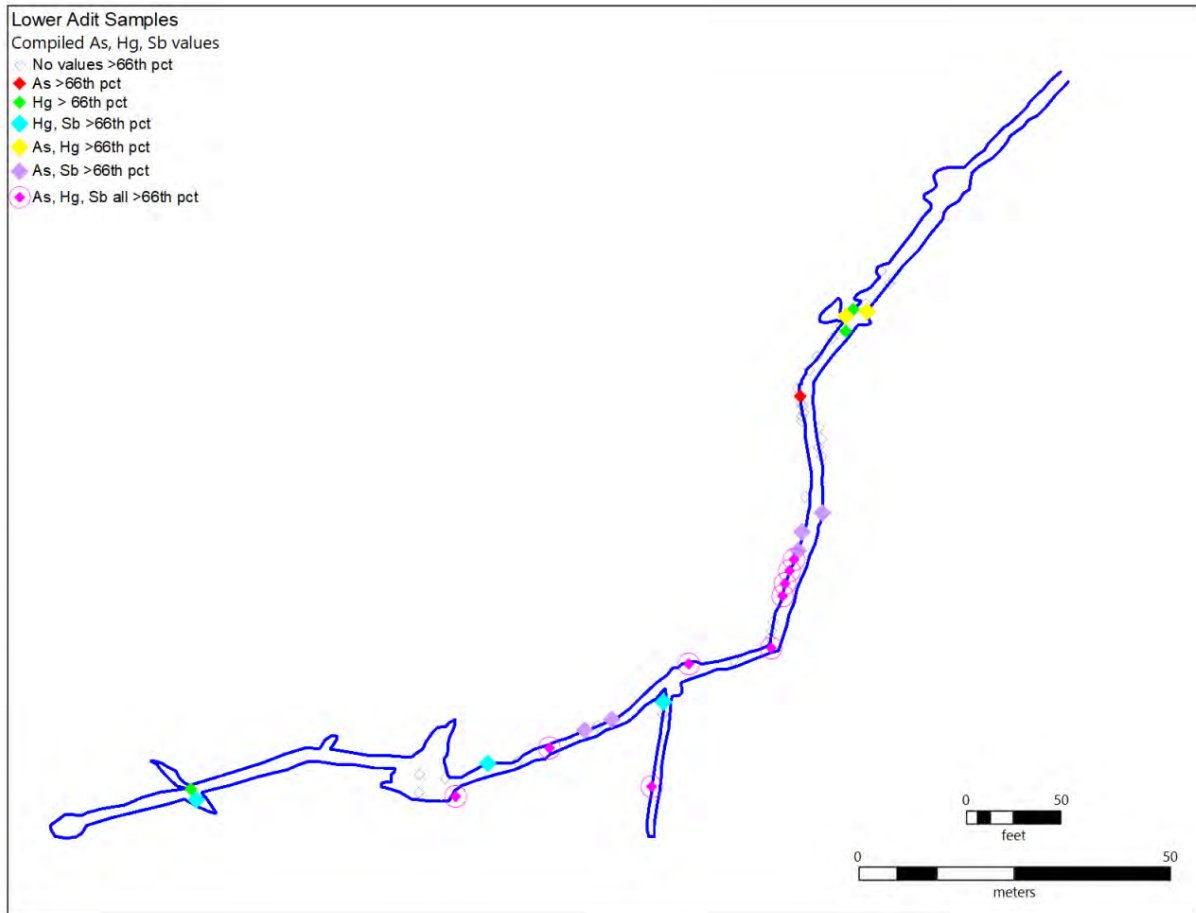 Lower Adit Samples
Compiled As, Hg, Sb values
No values >66th pct
As >66th pct
Hg > 66th pct
Hg, Sb >66th pct
As, Hg >66th pct
As, Sb >66th pct
As, Hg, Sb all >66th pct
0 50
feet
0 50
meters